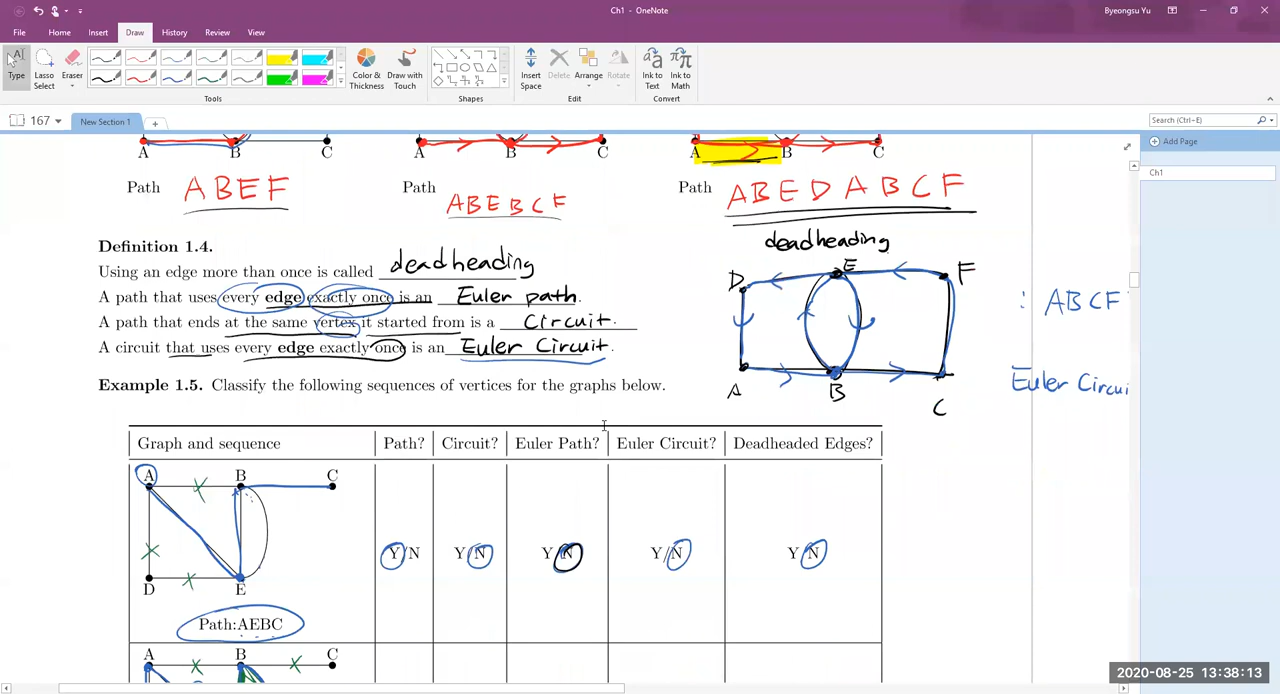 Ch1 - OneNote
Byeongsu Yu
File Home Insert Draw History Review View
Type
Lasso Select
Eraser
Color & Thickness
Draw with Touch
Insert Space
Delete
Arrange
Rotate
Ink to Text
Ink to Math
Tools
Shapes
Edit
Convert
167
New Section 1
Search (Ctrl+E)
Add Page
Ch1
A B C
A B C
A B C
Path ABEF
Path ABEBCF
Path ABEDABCF
deadheading
Definition 1.4.
Using an edge more than once is called deadheading
A path that uses every edge exactly once is an Euler path.
A path that ends at the same vertex it started from is a Circuit.
A circuit that uses every edge exactly once is an Euler Circuit.
D E F
A B C
: ABCF
Euler Circui
Example 1.5. Classify the following sequences of vertices for the graphs below.
Graph and sequence Path? Circuit? Euler Path? Euler Circuit? Deadheaded Edges?
A B C
Y/N Y/N Y/N Y/N Y/N
D E
Path:AEBC
A B C
2020-08-25 13:38:13